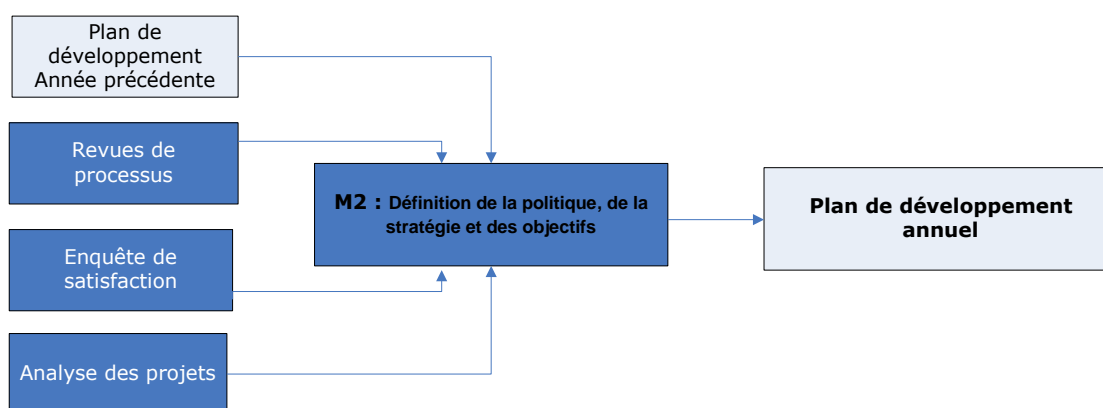 Plan de
développement
Année précédente
Revues de
processus
Enquête de
satisfaction
Analyse des projets
M2 : Définition de la politique, de la
stratégie et des objectifs
Plan de développement
annuel